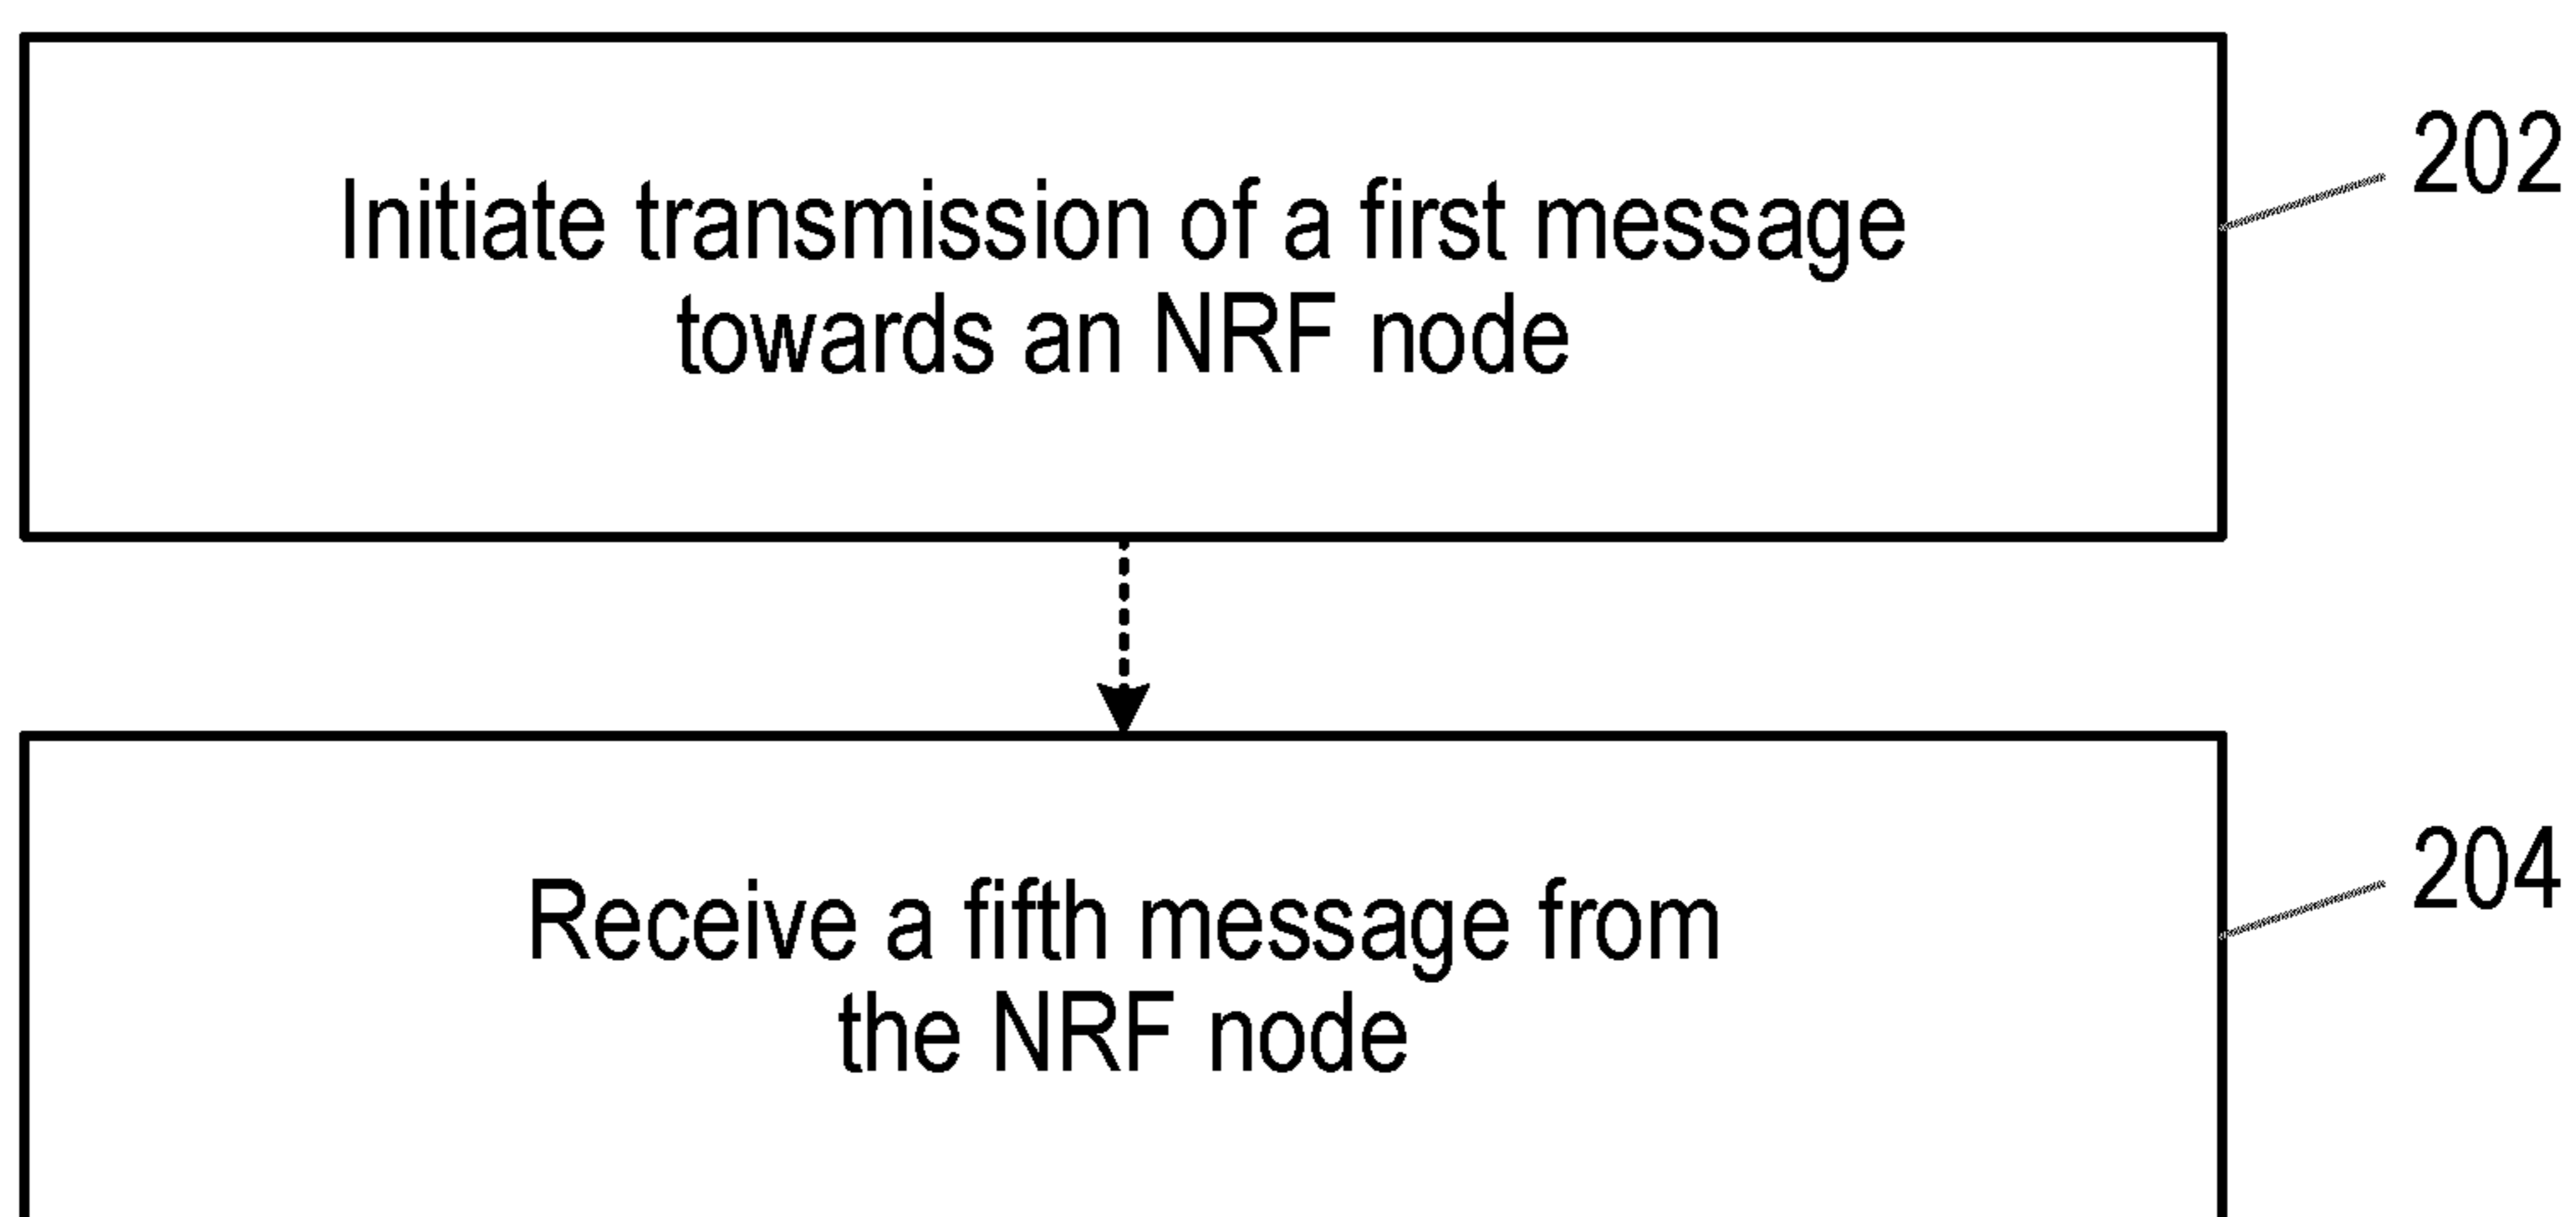 Initiate transmission of a first message
towards an NRF node
202
Receive a fifth message from
the NRF node
204